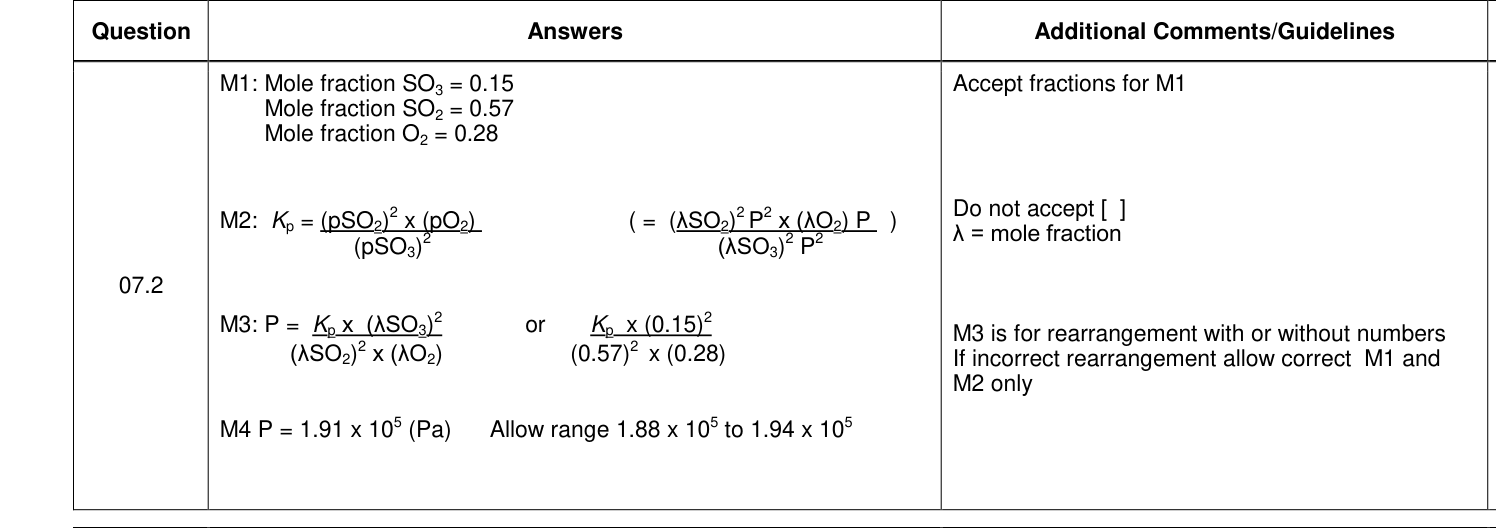 Question Answers Additional Comments/Guidelines
07.2
M1: Mole fraction SO₃ = 0.15
Mole fraction SO₂ = 0.57
Mole fraction O₂ = 0.28
Accept fractions for M1
M2: Kₚ = (pSO₂)² x (pO₂) ( = (λSO₂)² P² x (λO₂) P )
(pSO₃)² (λSO₃)² P²
Do not accept [ ]
λ = mole fraction
M3: P = Kₚ x (λSO₃)² or Kₚ x (0.15)²
(λSO₂)² x (λO₂) (0.57)² x (0.28)
M3 is for rearrangement with or without numbers
If incorrect rearrangement allow correct M1 and
M2 only
M4 P = 1.91 x 10⁵ (Pa) Allow range 1.88 x 10⁵ to 1.94 x 10⁵